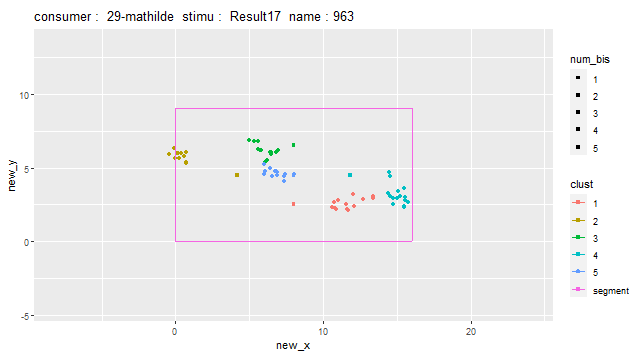 consumer :  29-mathilde  stimu :  Result17  name : 963
new_y
10
5
0
-5
0
10
20
new_x
num_bis
1
2
3
4
5
clust
1
2
3
4
5
segment